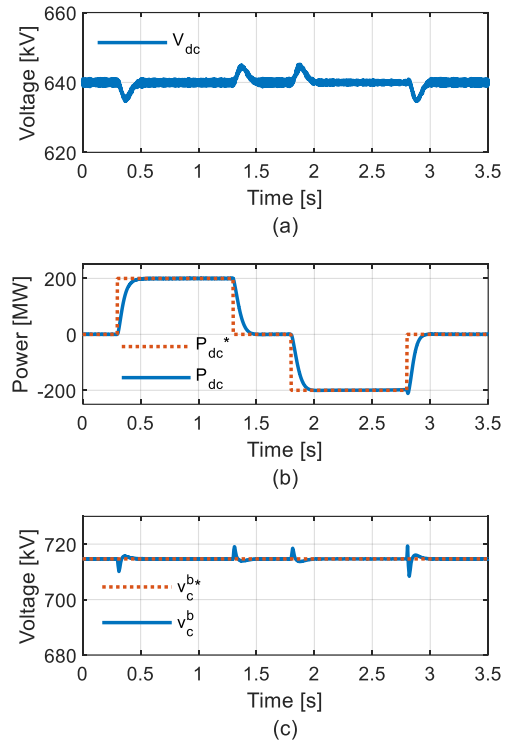 660
640
620
Voltage [kV]
V_dc
0 0.5 1 1.5 2 2.5 3 3.5
Time [s]
(a)
200
0
-200
Power [MW]
P_dc*
P_dc
0 0.5 1 1.5 2 2.5 3 3.5
Time [s]
(b)
720
700
680
Voltage [kV]
v_c^b*
v_c^b
0 0.5 1 1.5 2 2.5 3 3.5
Time [s]
(c)